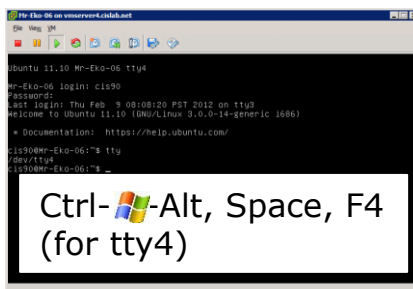 Mr-Eko-06 on vmserver4.cislab.net
File View VM
Ubuntu 11.10 Mr-Eko-06 tty4
Mr-Eko-06 login: cis90
Password:
Last login: Thu Feb 9 08:08:20 PST 2012 on tty3
Welcome to Ubuntu 11.10 (GNU/Linux 3.0.0-14-generic i686)
* Documentation: https://help.ubuntu.com/
cis90@Mr-Eko-06:~$ tty
/dev/tty4
cis90@Mr-Eko-06:~$ _
Ctrl- -Alt, Space, F4
(for tty4)